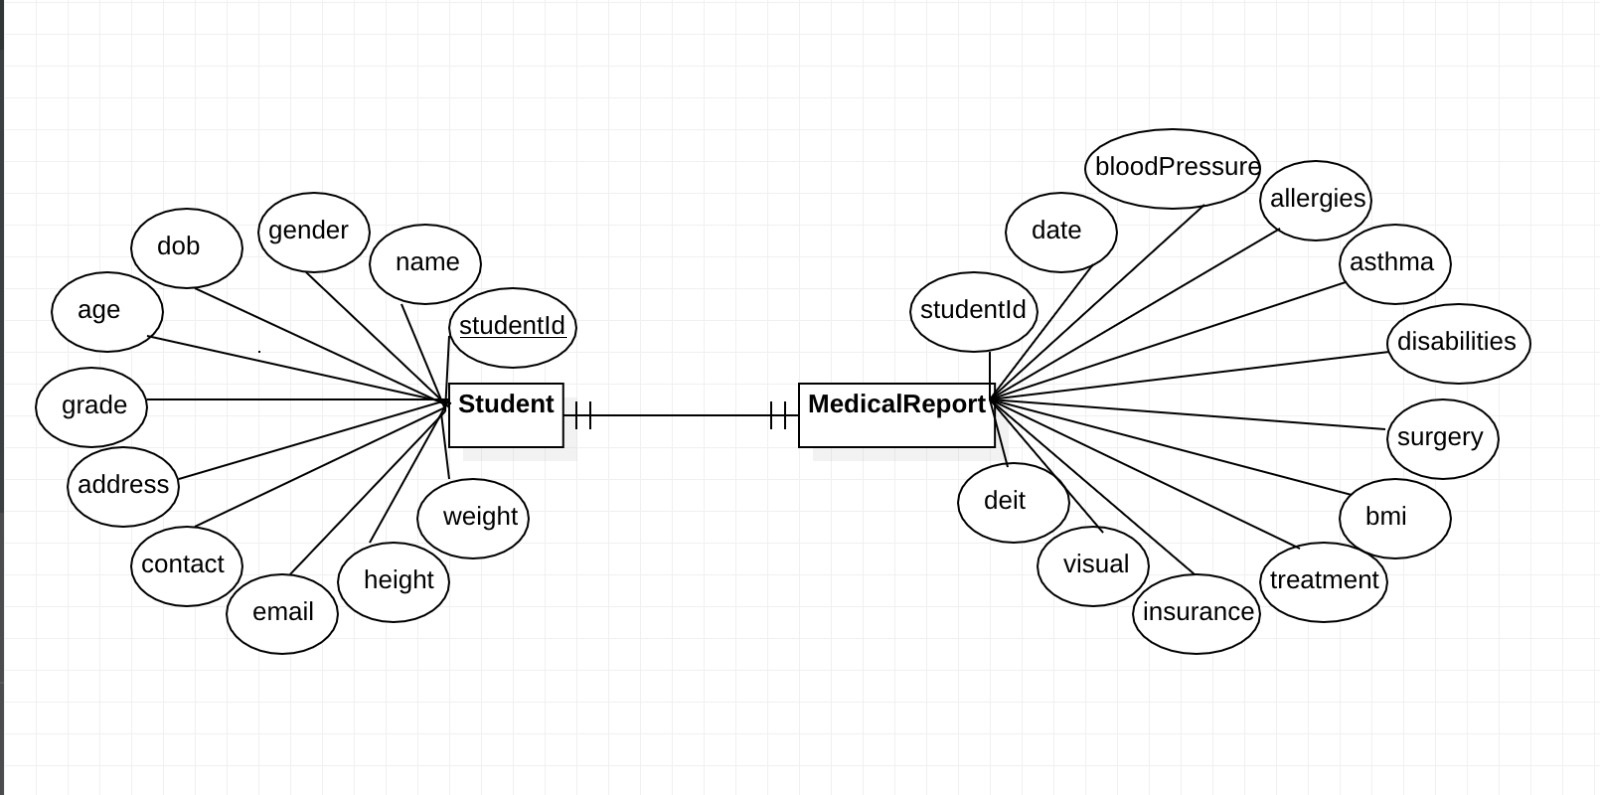 bloodPressure
allergies
date
gender
dob
name
asthma
age
studentId
studentId
disabilities
grade
Student
MedicalReport
surgery
address
deit
weight
bmi
contact
visual
height
treatment
email
insurance